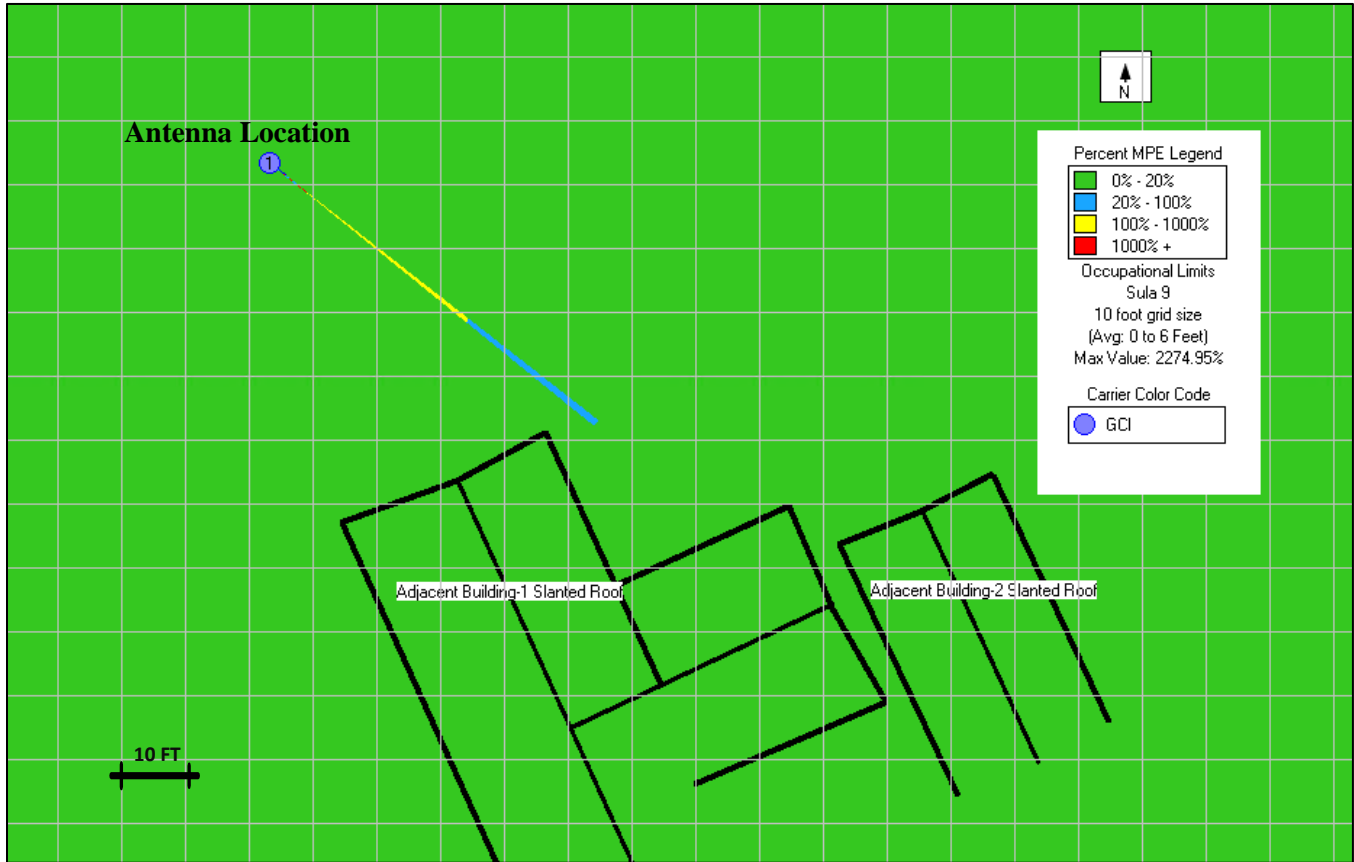 Antenna Location
1
N
Percent MPE Legend
0% - 20%
20% - 100%
100% - 1000%
1000% +
Occupational Limits
Sula 9
10 foot grid size
(Avg: 0 to 6 Feet)
Max Value: 2274.95%
Carrier Color Code
GCI
Adjacent Building-1 Slanted Roof
Adjacent Building-2 Slanted Roof
10 FT